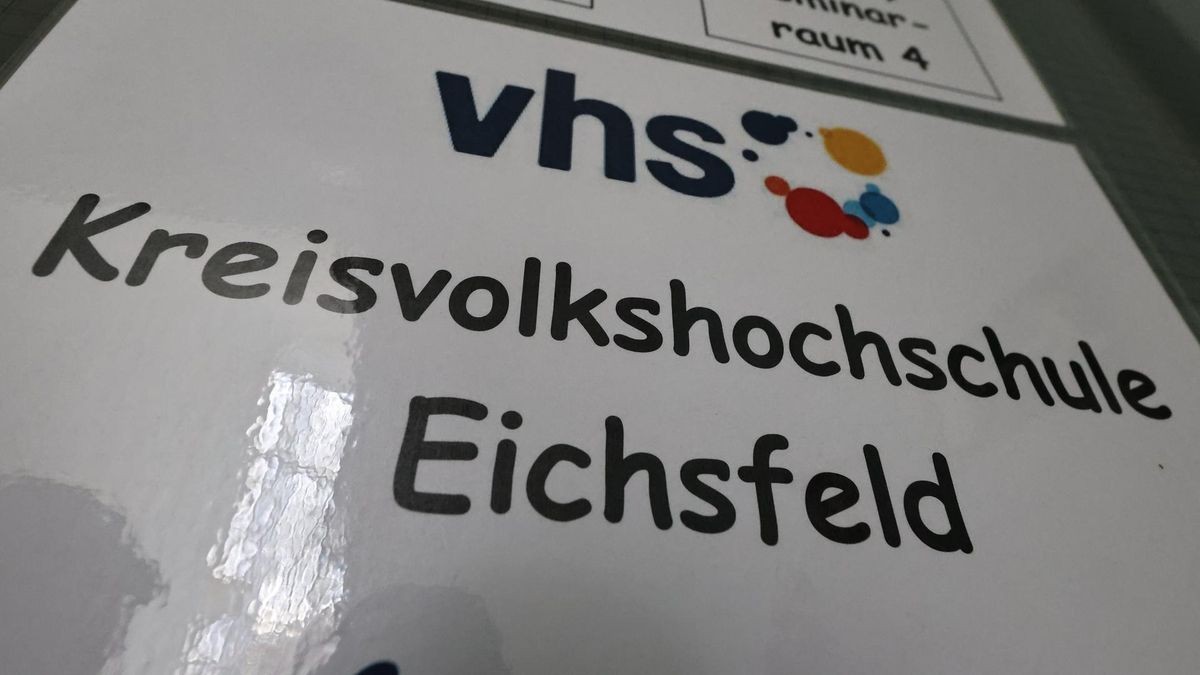 raum 4
vhs
Kreisvolkshochschule
Eichsfeld